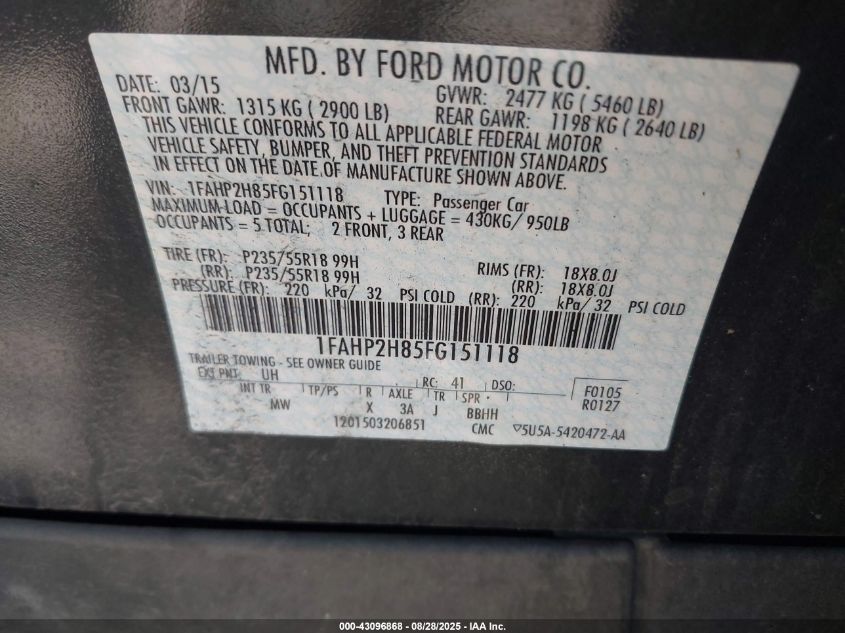 MFD. BY FORD MOTOR CO.
DATE: 03/15 GVWR: 2477 KG ( 5460 LB)
FRONT GAWR: 1315 KG ( 2900 LB) REAR GAWR: 1198 KG ( 2640 LB)
THIS VEHICLE CONFORMS TO ALL APPLICABLE FEDERAL MOTOR
VEHICLE SAFETY, BUMPER, AND THEFT PREVENTION STANDARDS
IN EFFECT ON THE DATE OF MANUFACTURE SHOWN ABOVE.
VIN: 1FAHP2H85FG151118 TYPE: Passenger Car
MAXIMUM LOAD = OCCUPANTS + LUGGAGE = 430KG/ 950LB
OCCUPANTS = 5 TOTAL; 2 FRONT, 3 REAR
TIRE (FR): P235/55R18 99H RIMS (FR): 18X8.0J
(RR): P235/55R18 99H (RR): 18X8.0J
PRESSURE (FR): 220 kPa/ 32 PSI COLD (RR): 220 kPa/ 32 PSI COLD
1FAHP2H85FG151118
TRAILER TOWING - SEE OWNER GUIDE
EXT PNT: UH RC: 41 DSO: F0105
INT TR TP/PS R AXLE TR SPR R0127
MW X 3A J BBHH
1201503206851 CMC ▽5U5A-5420472-AA
000-43096868 - 08/28/2025 - IAA Inc.